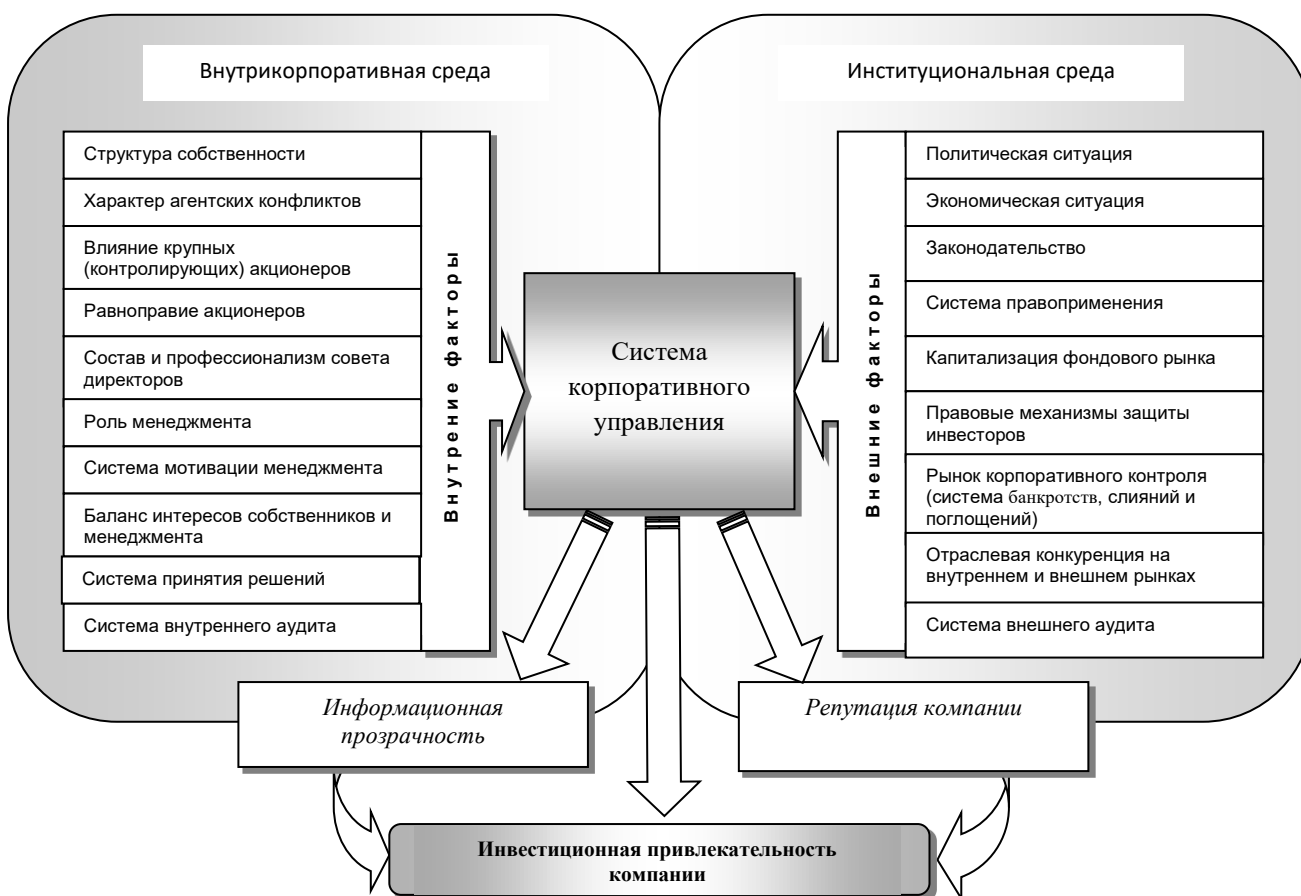 Внутрикорпоративная среда
Структура собственности
Характер агентских конфликтов
Влияние крупных
(контролирующих) акционеров
Равноправие акционеров
Состав и профессионализм совета
директоров
Роль менеджмента
Система мотивации менеджмента
Баланс интересов собственников и
менеджмента
Система принятия решений
Система внутреннего аудита
Внутрение факторы
Система
корпоративного
управления
Институциональная среда
Внешние факторы
Политическая ситуация
Экономическая ситуация
Законодательство
Система правоприменения
Капитализация фондового рынка
Правовые механизмы защиты
инвесторов
Рынок корпоративного контроля
(система банкротств, слияний и
поглощений)
Отраслевая конкуренция на
внутреннем и внешнем рынках
Система внешнего аудита
Информационная
прозрачность
Репутация компании
Инвестиционная привлекательность
компании